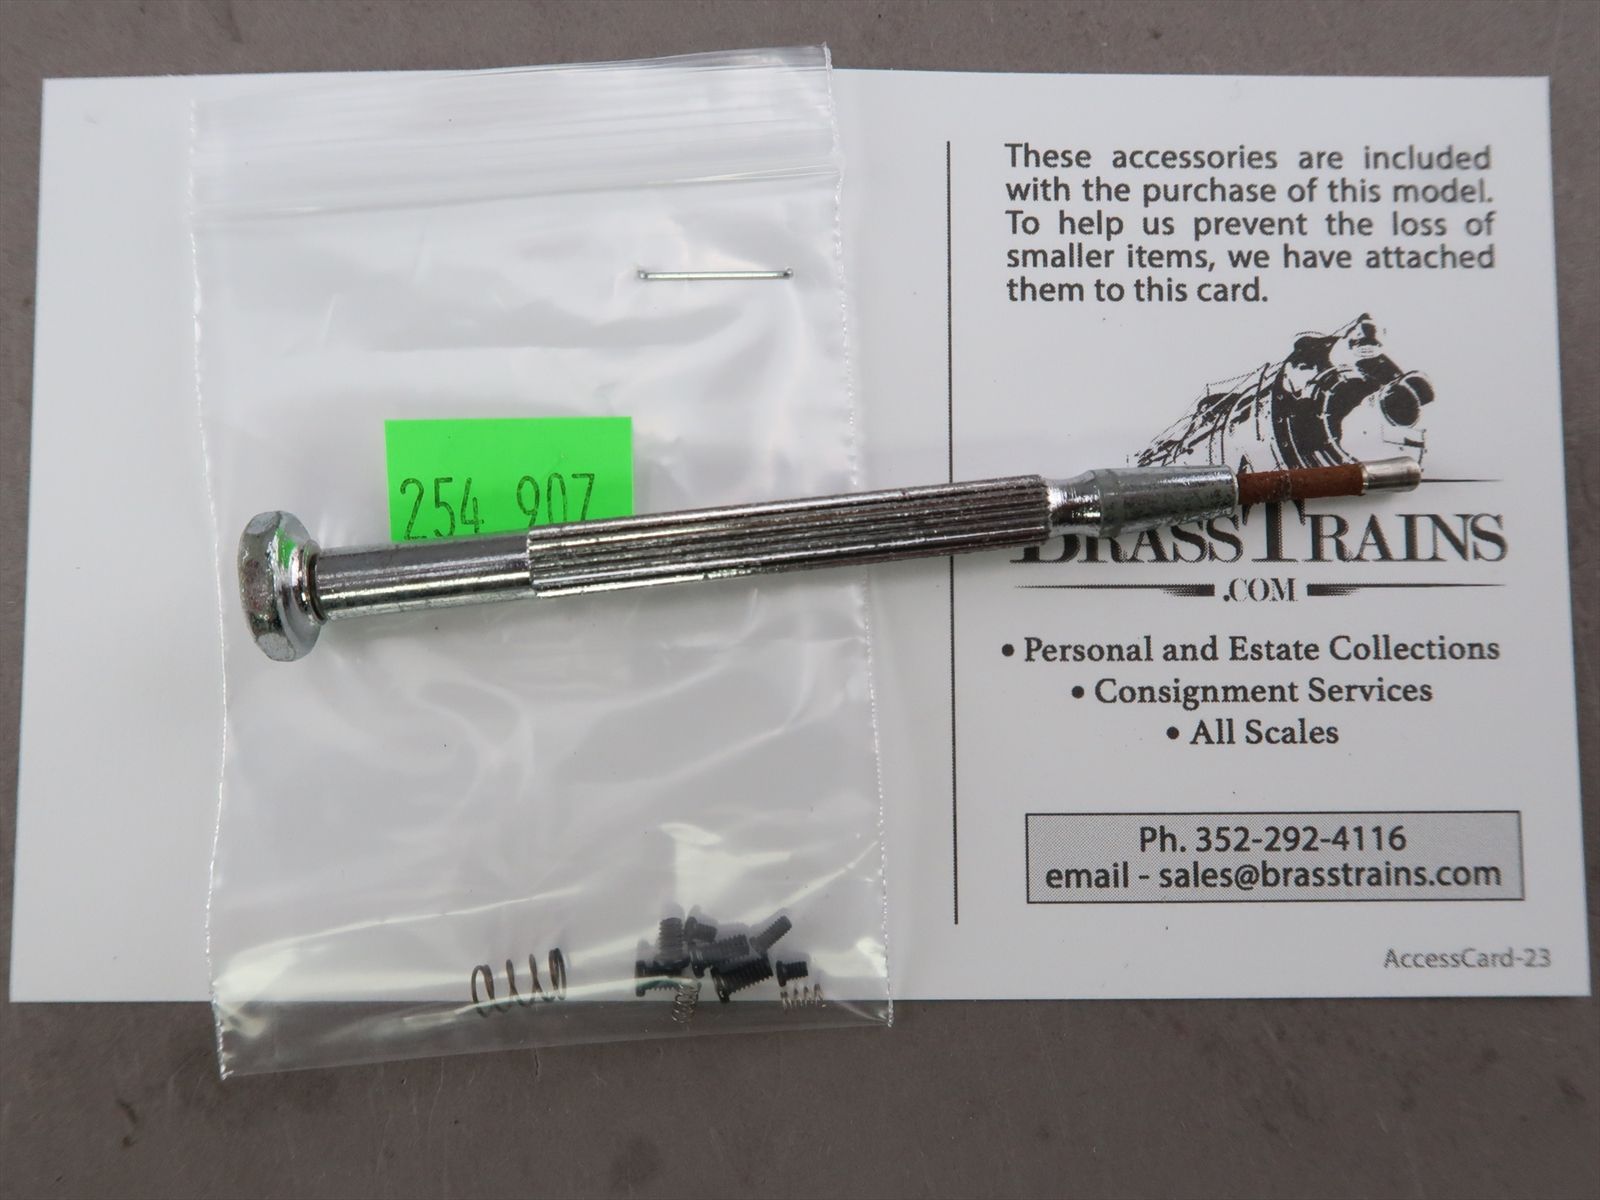 These accessories are included
with the purchase of this model.
To help us prevent the loss of
smaller items, we have attached
them to this card.
254 907
BRASSTRAINS
.COM
• Personal and Estate Collections
• Consignment Services
• All Scales
Ph. 352-292-4116
email - sales@brasstrains.com
AccessCard-23